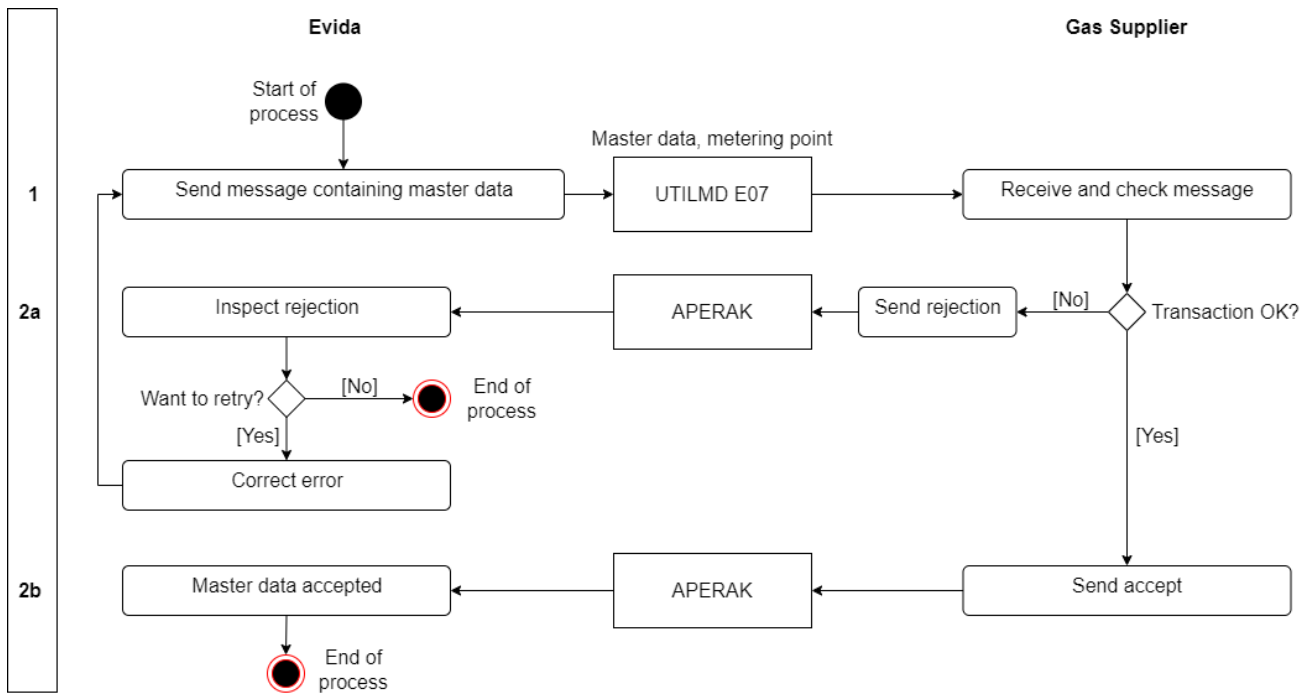 Evida
Gas Supplier
Start of
process
Master data, metering point
1
Send message containing master data
UTILMD E07
Receive and check message
2a
Inspect rejection
APERAK
Send rejection
[No]
Transaction OK?
Want to retry?
[No]
End of
process
[Yes]
[Yes]
Correct error
2b
Master data accepted
APERAK
Send accept
End of
process